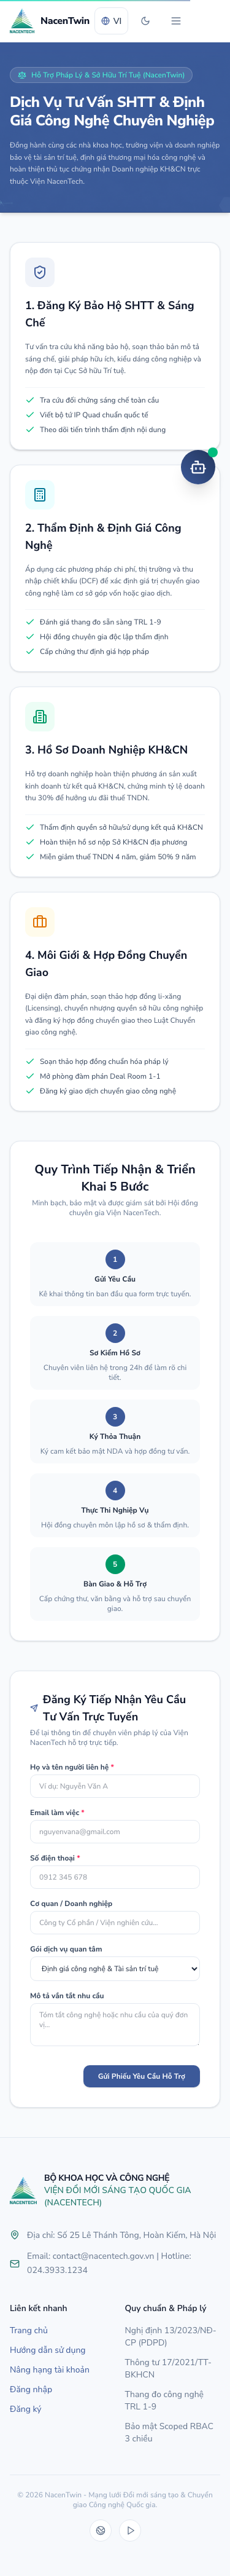 NacenTwin
VI
Hỗ Trợ Pháp Lý & Sở Hữu Trí Tuệ (NacenTwin)
Dịch Vụ Tư Vấn SHTT & Định
Giá Công Nghệ Chuyên Nghiệp
Đồng hành cùng các nhà khoa học, trường viện và doanh nghiệp
bảo vệ tài sản trí tuệ, định giá thương mại hóa công nghệ và
hoàn thiện thủ tục chứng nhận Doanh nghiệp KH&CN trực
thuộc Viện NacenTech.
1. Đăng Ký Bảo Hộ SHTT & Sáng
Chế
Tư vấn tra cứu khả năng bảo hộ, soạn thảo bản mô tả
sáng chế, giải pháp hữu ích, kiểu dáng công nghiệp và
nộp đơn tại Cục Sở hữu Trí tuệ.
Tra cứu đối chứng sáng chế toàn cầu
Viết bộ tứ IP Quad chuẩn quốc tế
Theo dõi tiến trình thẩm định nội dung
2. Thẩm Định & Định Giá Công
Nghệ
Áp dụng các phương pháp chi phí, thị trường và thu
nhập chiết khấu (DCF) để xác định giá trị chuyển giao
công nghệ làm cơ sở góp vốn hoặc giao dịch.
Đánh giá thang đo sẵn sàng TRL 1-9
Hội đồng chuyên gia độc lập thẩm định
Cấp chứng thư định giá hợp pháp
3. Hồ Sơ Doanh Nghiệp KH&CN
Hỗ trợ doanh nghiệp hoàn thiện phương án sản xuất
kinh doanh từ kết quả KH&CN, chứng minh tỷ lệ doanh
thu 30% để hưởng ưu đãi thuế TNDN.
Thẩm định quyền sở hữu/sử dụng kết quả KH&CN
Hoàn thiện hồ sơ nộp Sở KH&CN địa phương
Miễn giảm thuế TNDN 4 năm, giảm 50% 9 năm
4. Môi Giới & Hợp Đồng Chuyển
Giao
Đại diện đàm phán, soạn thảo hợp đồng li-xăng
(Licensing), chuyển nhượng quyền sở hữu công nghiệp
và đăng ký hợp đồng chuyển giao theo Luật Chuyển
giao công nghệ.
Soạn thảo hợp đồng chuẩn hóa pháp lý
Mở phòng đàm phán Deal Room 1-1
Đăng ký giao dịch chuyển giao công nghệ
Quy Trình Tiếp Nhận & Triển
Khai 5 Bước
Minh bạch, bảo mật và được giám sát bởi Hội đồng
chuyên gia Viện NacenTech.
1
Gửi Yêu Cầu
Kê khai thông tin ban đầu qua form trực tuyến.
2
Sơ Kiểm Hồ Sơ
Chuyên viên liên hệ trong 24h để làm rõ chi
tiết.
3
Ký Thỏa Thuận
Ký cam kết bảo mật NDA và hợp đồng tư vấn.
4
Thực Thi Nghiệp Vụ
Hội đồng chuyên môn lập hồ sơ & thẩm định.
5
Bàn Giao & Hỗ Trợ
Cấp chứng thư, văn bằng và hỗ trợ sau chuyển
giao.
Đăng Ký Tiếp Nhận Yêu Cầu
Tư Vấn Trực Tuyến
Để lại thông tin để chuyên viên pháp lý của Viện
NacenTech hỗ trợ trực tiếp.
Họ và tên người liên hệ *
Ví dụ: Nguyễn Văn A
Email làm việc *
nguyenvana@gmail.com
Số điện thoại *
0912 345 678
Cơ quan / Doanh nghiệp
Công ty Cổ phần / Viện nghiên cứu...
Gói dịch vụ quan tâm
Định giá công nghệ & Tài sản trí tuệ
Mô tả vắn tắt nhu cầu
Tóm tắt công nghệ hoặc nhu cầu của quý đơn
vị...
Gửi Phiếu Yêu Cầu Hỗ Trợ
BỘ KHOA HỌC VÀ CÔNG NGHỆ
VIỆN ĐỔI MỚI SÁNG TẠO QUỐC GIA
(NACENTECH)
Địa chỉ: Số 25 Lê Thánh Tông, Hoàn Kiếm, Hà Nội
Email: contact@nacentech.gov.vn | Hotline:
024.3933.1234
Liên kết nhanh
Trang chủ
Hướng dẫn sử dụng
Nâng hạng tài khoản
Đăng nhập
Đăng ký
Quy chuẩn & Pháp lý
Nghị định 13/2023/NĐ-
CP (PDPD)
Thông tư 17/2021/TT-
BKHCN
Thang đo công nghệ
TRL 1-9
Bảo mật Scoped RBAC
3 chiều
© 2026 NacenTwin - Mạng lưới Đổi mới sáng tạo & Chuyển
giao Công nghệ Quốc gia.